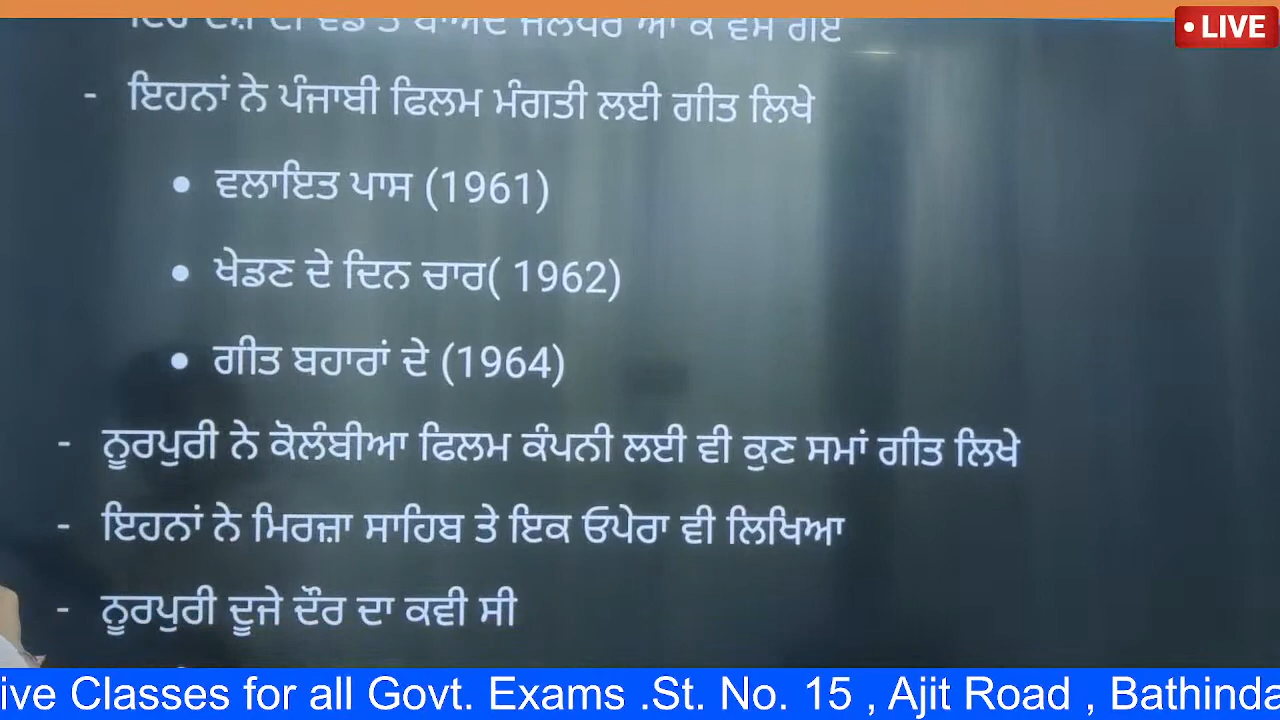 • LIVE
- ਇਹਨਾਂ ਨੇ ਪੰਜਾਬੀ ਫਿਲਮ ਮੰਗਤੀ ਲਈ ਗੀਤ ਲਿਖੇ
• ਵਲਾਇਤ ਪਾਸ (1961)
• ਖੇਡਣ ਦੇ ਦਿਨ ਚਾਰ( 1962)
• ਗੀਤ ਬਹਾਰਾਂ ਦੇ (1964)
- ਨੂਰਪੁਰੀ ਨੇ ਕੋਲੰਬੀਆ ਫਿਲਮ ਕੰਪਨੀ ਲਈ ਵੀ ਕੁਣ ਸਮਾਂ ਗੀਤ ਲਿਖੇ
- ਇਹਨਾਂ ਨੇ ਮਿਰਜ਼ਾ ਸਾਹਿਬ ਤੇ ਇਕ ਓਪੇਰਾ ਵੀ ਲਿਖਿਆ
- ਨੂਰਪੁਰੀ ਦੂਜੇ ਦੌਰ ਦਾ ਕਵੀ ਸੀ
ive Classes for all Govt. Exams .St. No. 15 , Ajit Road , Bathinda